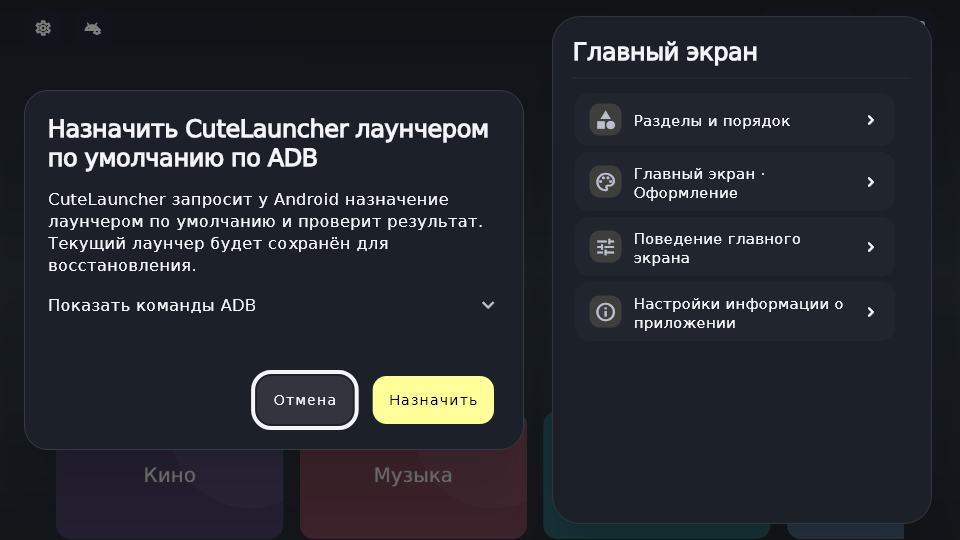 Назначить CuteLauncher лаунчером
по умолчанию по ADB
CuteLauncher запросит у Android назначение
лаунчером по умолчанию и проверит результат.
Текущий лаунчер будет сохранён для
восстановления.
Показать команды ADB
Отмена
Назначить
Кино
Музыка
Главный экран
Разделы и порядок
Главный экран ·
Оформление
Поведение главного
экрана
Настройки информации о
приложении